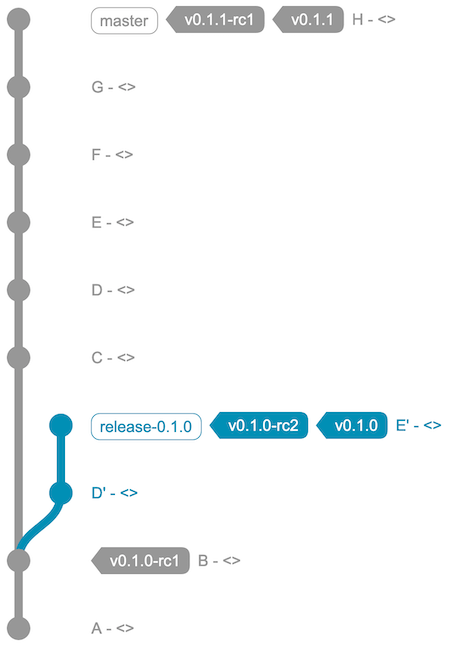 master v0.1.1-rc1 v0.1.1 H - <>
G - <>
F - <>
E - <>
D - <>
C - <>
release-0.1.0 v0.1.0-rc2 v0.1.0 E' - <>
D' - <>
v0.1.0-rc1 B - <>
A - <>